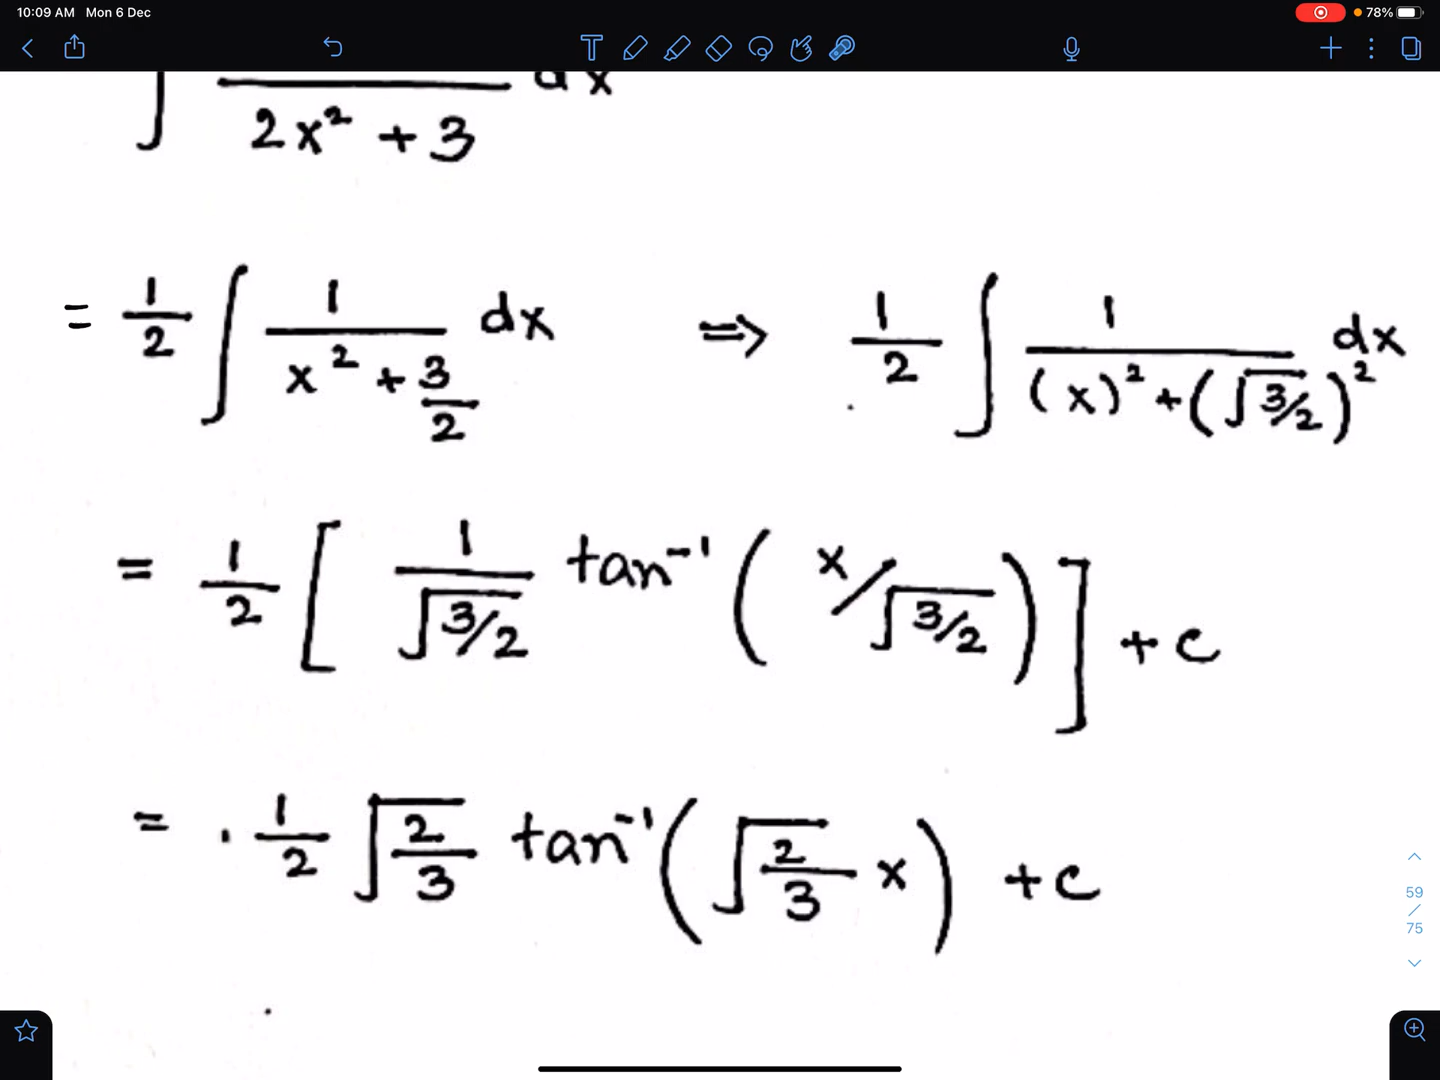 10:09 AM Mon 6 Dec 78%
T
∫ ‾ dx
2x² + 3
= 1/2 ∫ 1/(x² + 3/2) dx ⇒ 1/2 ∫ 1/((x)² + (√3/2)²) dx
= 1/2 [ 1/√3/2 tan⁻¹ ( x/√3/2 ) ] + c
= . 1/2 √2/3 tan⁻¹ ( √2/3 x ) + c
59
/
75